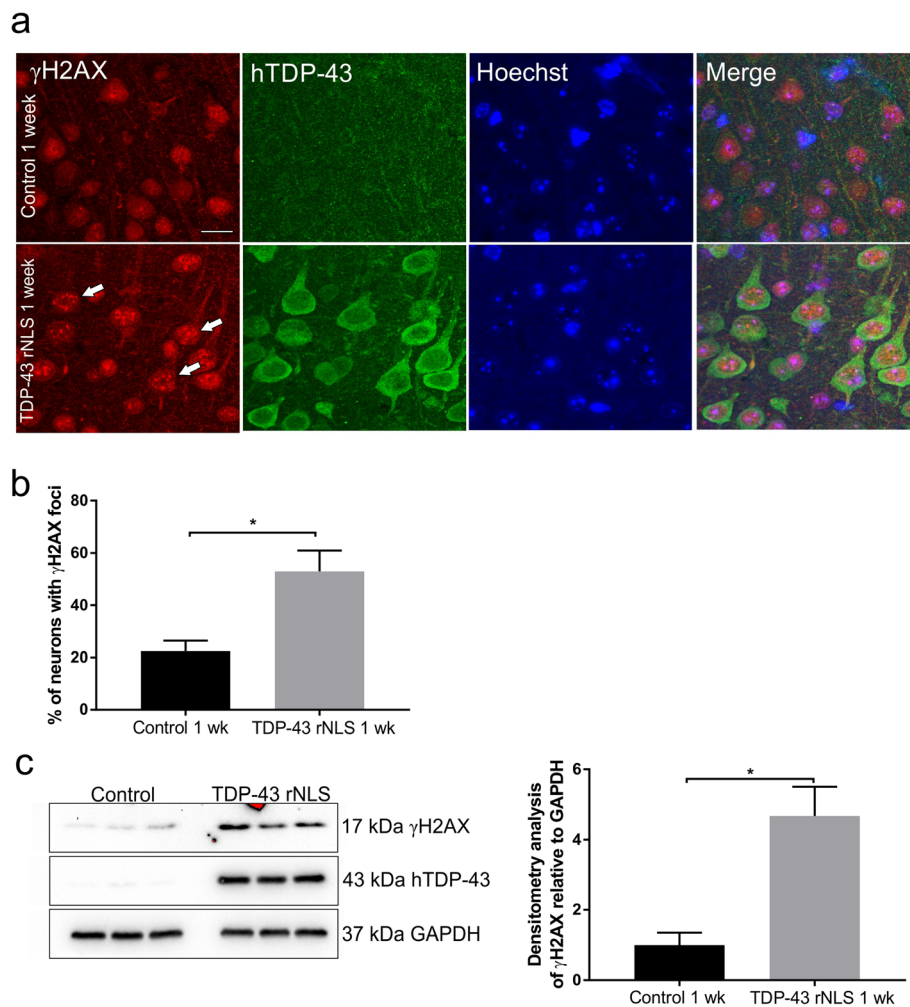 a
γH2AX
hTDP-43
Hoechst
Merge
Control 1 week
TDP-43 rNLS 1 week
b
% of neurons with γH2AX foci
80
60
40
20
0
*
Control 1 wk
TDP-43 rNLS 1 wk
c
Control
TDP-43 rNLS
17 kDa γH2AX
43 kDa hTDP-43
37 kDa GAPDH
Densitometry analysis
of γH2AX relative to GAPDH
6
4
2
0
*
Control 1 wk
TDP-43 rNLS 1 wk